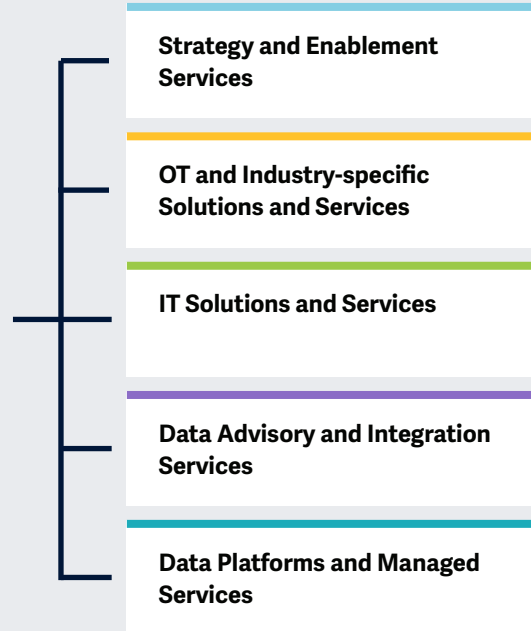 Strategy and Enablement
Services
OT and Industry-specific
Solutions and Services
IT Solutions and Services
Data Advisory and Integration
Services
Data Platforms and Managed
Services